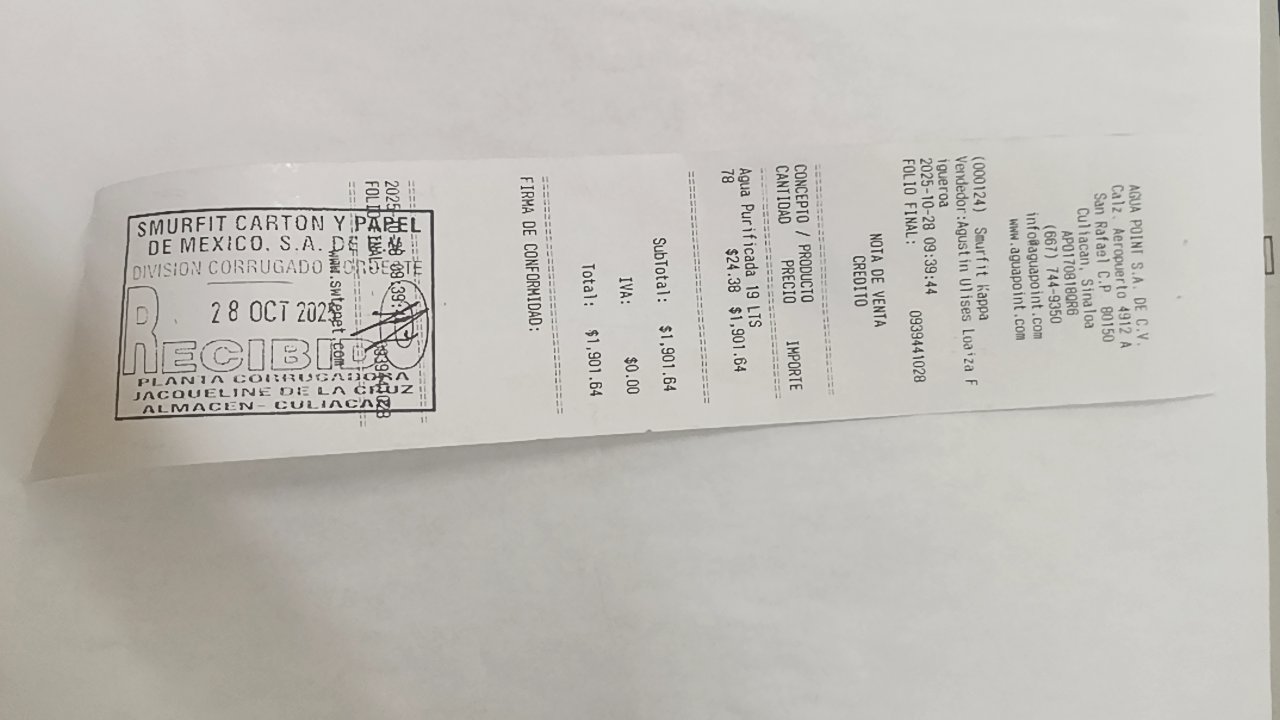 AGUA POINT S.A. DE C.V.
Calz. Aeropuerto 4912 A
San Rafael C.P. 80150
Culiacan, Sinaloa
APO170818QR6
(667) 744-9350
info@aguapoint.com
www.aguapoint.com
(000124) Smurfit Kappa
Vendedor:Agustin Ulises Loaiza F
igueroa
2025-10-28 09:39:44
FOLIO FINAL: 0939441028
NOTA DE VENTA
CREDITO
CONCEPTO / PRODUCTO
CANTIDAD PRECIO IMPORTE
Agua Purificada 19 LTS
78 $24.38 $1,901.64
SubTotal: $1,901.64
IVA: $0.00
Total: $1,901.64
FIRMA DE CONFORMIDAD:
FOLIO FINAL: 0939441028
SMURFIT CARTON Y PAPEL
DE MEXICO, S.A. DE
DIVISION CORRUGADO NOROESTE
28 OCT 2025
RECIBIDO
PLANTA CORRUGADORA
JACQUELINE DE LA CRUZ
ALMACEN- CULIACAN